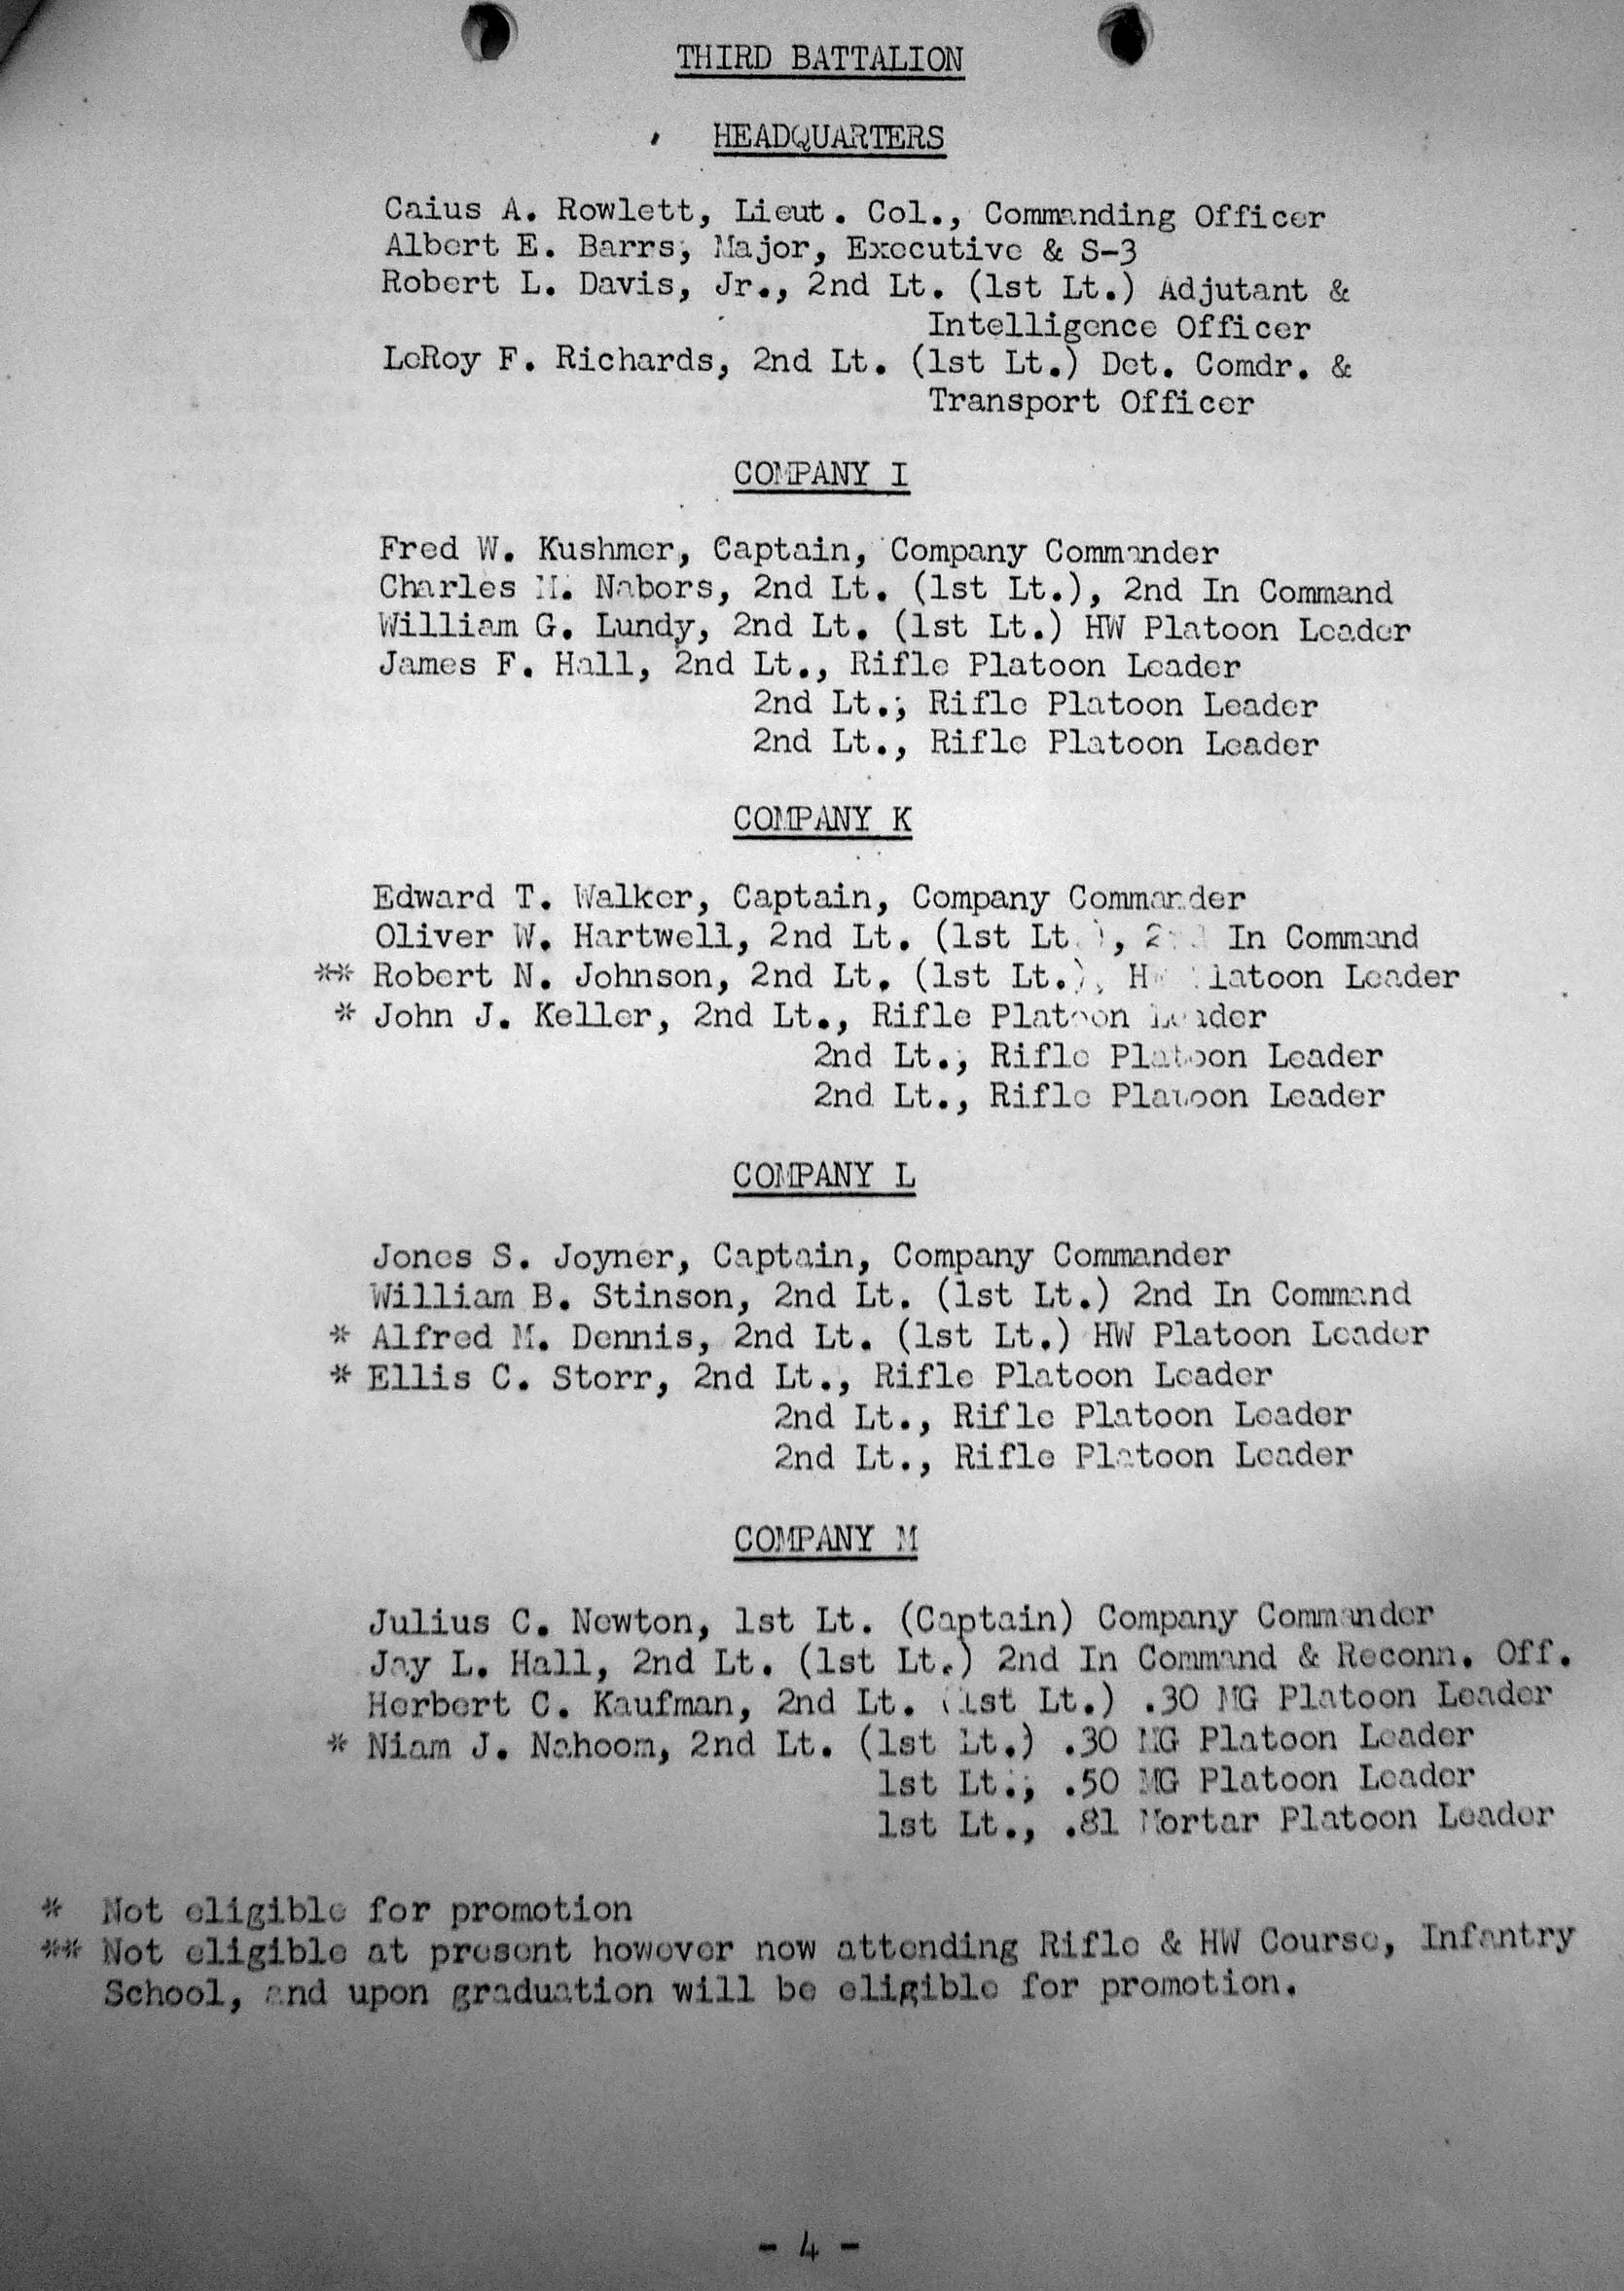 THIRD BATTALION
HEADQUARTERS
Caius A. Rowlett, Lieut. Col., Commanding Officer
Albert E. Barrs, Major, Executive & S-3
Robert L. Davis, Jr., 2nd Lt. (1st Lt.) Adjutant &
Intelligence Officer
LeRoy F. Richards, 2nd Lt. (1st Lt.) Det. Comdr. &
Transport Officer
COMPANY I
Fred W. Kushmer, Captain, Company Commander
Charles M. Nabors, 2nd Lt. (1st Lt.), 2nd In Command
William G. Lundy, 2nd Lt. (1st Lt.) HW Platoon Leader
James F. Hall, 2nd Lt., Rifle Platoon Leader
2nd Lt., Rifle Platoon Leader
2nd Lt., Rifle Platoon Leader
COMPANY K
Edward T. Walker, Captain, Company Commander
Oliver W. Hartwell, 2nd Lt. (1st Lt.), 2nd In Command
** Robert N. Johnson, 2nd Lt. (1st Lt.), HW Platoon Leader
* John J. Keller, 2nd Lt., Rifle Platoon Leader
2nd Lt., Rifle Platoon Leader
2nd Lt., Rifle Platoon Leader
COMPANY L
Jones S. Joyner, Captain, Company Commander
William B. Stinson, 2nd Lt. (1st Lt.) 2nd In Command
* Alfred M. Dennis, 2nd Lt. (1st Lt.) HW Platoon Leader
* Ellis C. Storr, 2nd Lt., Rifle Platoon Leader
2nd Lt., Rifle Platoon Leader
2nd Lt., Rifle Platoon Leader
COMPANY M
Julius C. Newton, 1st Lt. (Captain) Company Commander
Jay L. Hall, 2nd Lt. (1st Lt.) 2nd In Command & Reconn. Off.
Herbert C. Kaufman, 2nd Lt. (1st Lt.) .30 MG Platoon Leader
* Niam J. Nahoom, 2nd Lt. (1st Lt.) .30 MG Platoon Leader
1st Lt., .50 MG Platoon Leader
1st Lt., .81 Mortar Platoon Leader
* Not eligible for promotion
** Not eligible at present however now attending Rifle & HW Course, Infantry
School, and upon graduation will be eligible for promotion.
- 4 -